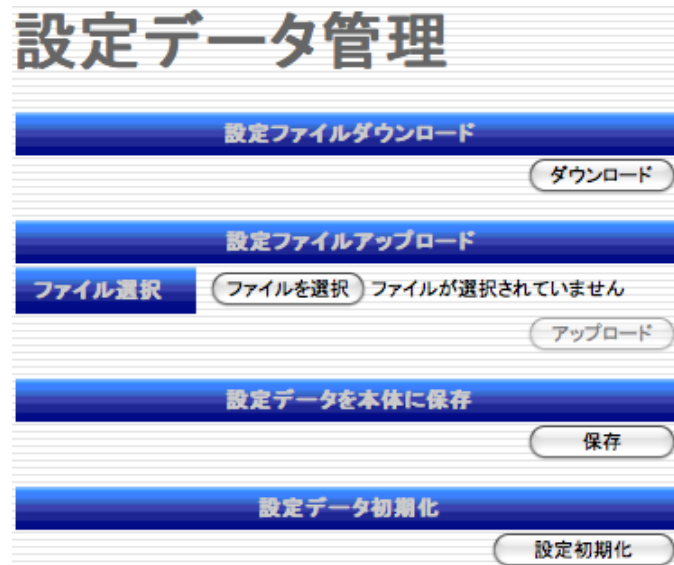 設定データ管理
設定ファイルダウンロード
ダウンロード
設定ファイルアップロード
ファイル選択 ファイルを選択 ファイルが選択されていません
アップロード
設定データを本体に保存
保存
設定データ初期化
設定初期化